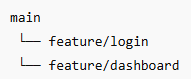 main
└── feature/login
└── feature/dashboard